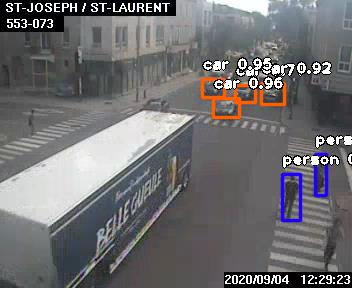 ST-JOSEPH / ST-LAURENT
553-073
car 0.95
car
car 0.92
car 0.96
person
person
BELLE GUEULE
2020/09/04 12:29:23